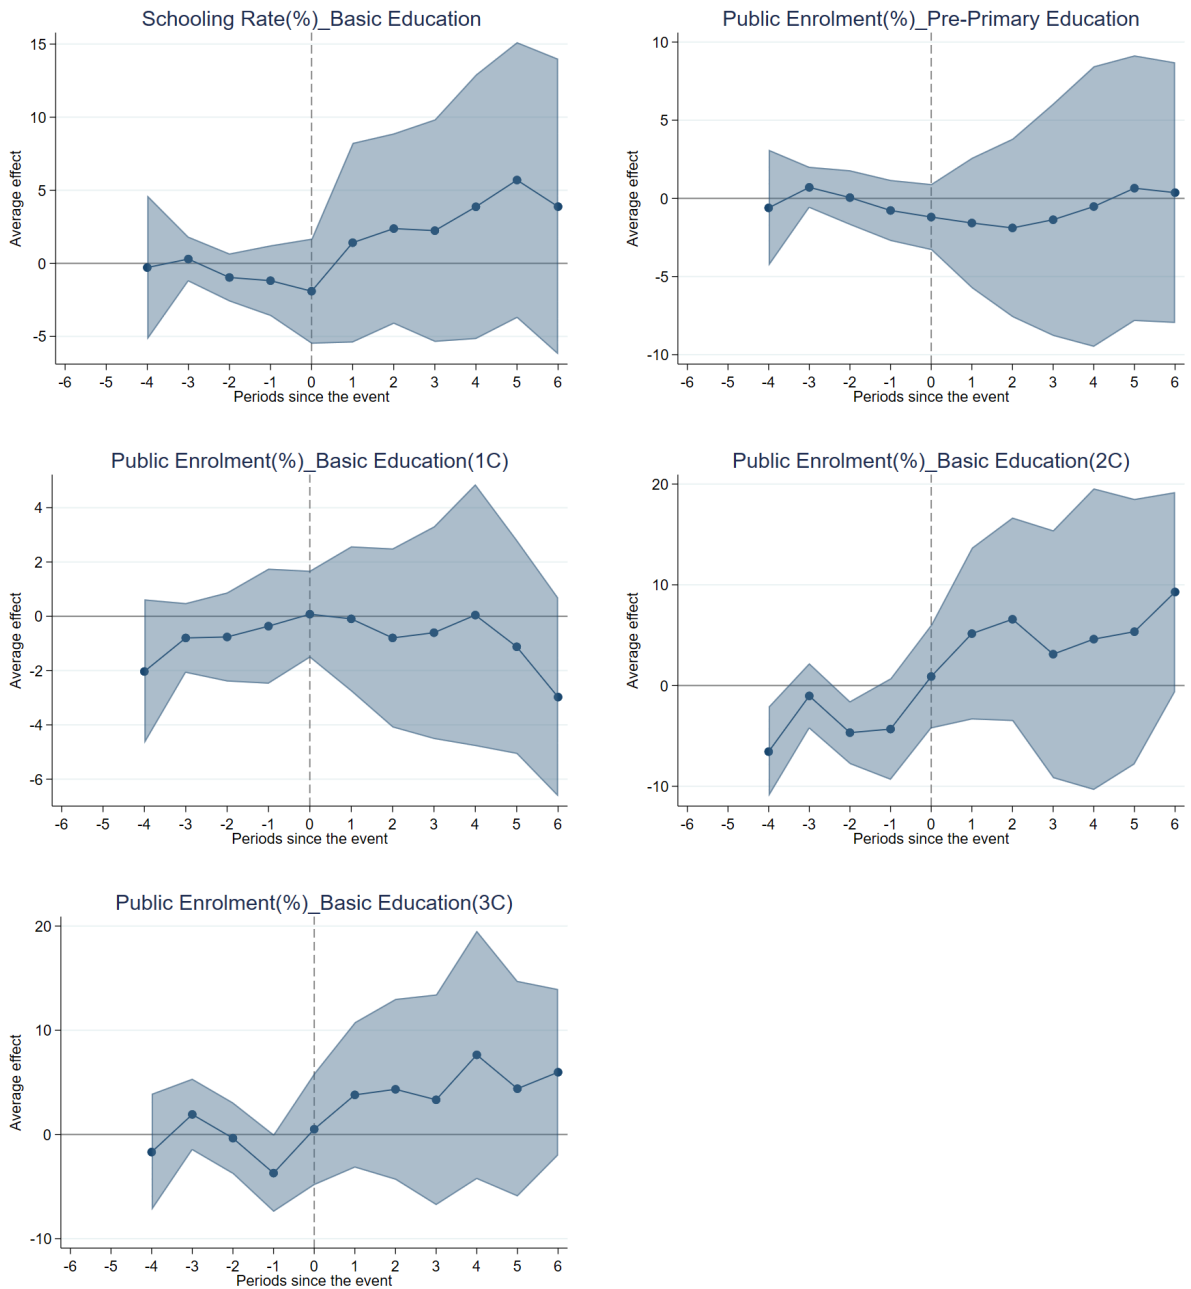 Schooling Rate(%)_Basic Education
15
10
5
0
-5
Average effect
-6 -5 -4 -3 -2 -1 0 1 2 3 4 5 6
Periods since the event
Public Enrolment(%)_Pre-Primary Education
10
5
0
-5
-10
Average effect
-6 -5 -4 -3 -2 -1 0 1 2 3 4 5 6
Periods since the event
Public Enrolment(%)_Basic Education(1C)
4
2
0
-2
-4
-6
Average effect
-6 -5 -4 -3 -2 -1 0 1 2 3 4 5 6
Periods since the event
Public Enrolment(%)_Basic Education(2C)
20
10
0
-10
Average effect
-6 -5 -4 -3 -2 -1 0 1 2 3 4 5 6
Periods since the event
Public Enrolment(%)_Basic Education(3C)
20
10
0
-10
Average effect
-6 -5 -4 -3 -2 -1 0 1 2 3 4 5 6
Periods since the event